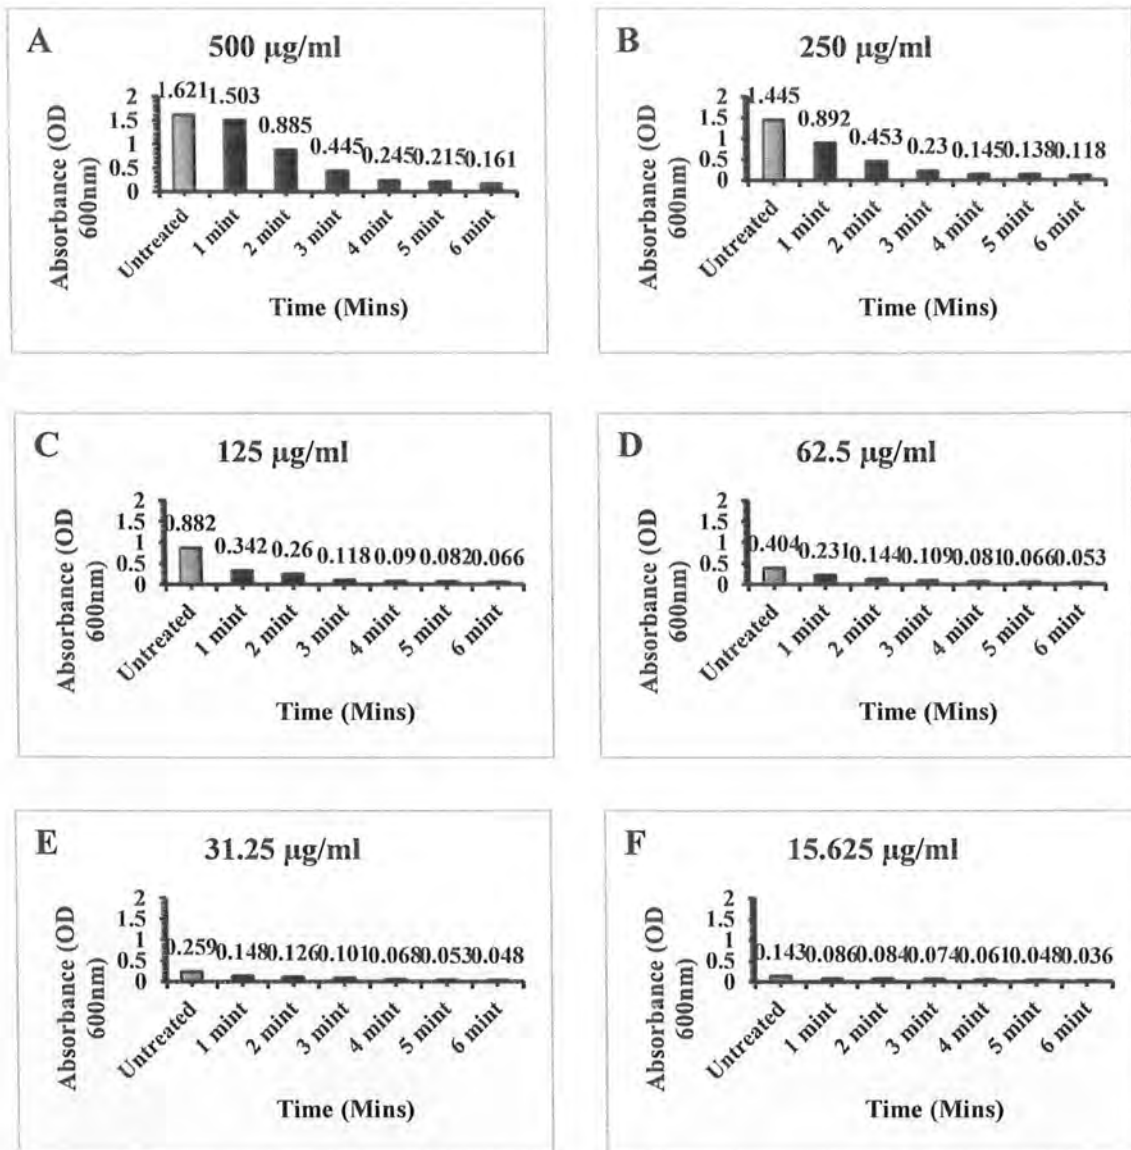 A
500 µg/ml
Absorbance (OD
600nm)
2
1.5
1
0.5
0
1.621 1.503 0.885 0.445 0.245 0.215 0.161
Untreated 1 mint 2 mint 3 mint 4 mint 5 mint 6 mint
Time (Mins)
B
250 µg/ml
Absorbance (OD
600nm)
2
1.5
1
0.5
0
1.445 0.892 0.453 0.23 0.145 0.138 0.118
Untreated 1 mint 2 mint 3 mint 4 mint 5 mint 6 mint
Time (Mins)
C
125 µg/ml
Absorbance (OD
600nm)
2
1.5
1
0.5
0
0.882 0.342 0.26 0.118 0.09 0.082 0.066
Untreated 1 mint 2 mint 3 mint 4 mint 5 mint 6 mint
Time (Mins)
D
62.5 µg/ml
Absorbance (OD
600nm)
2
1.5
1
0.5
0
0.404 0.231 0.144 0.109 0.081 0.066 0.053
Untreated 1 mint 2 mint 3 mint 4 mint 5 mint 6 mint
Time (Mins)
E
31.25 µg/ml
Absorbance (OD
600nm)
2
1.5
1
0.5
0
0.259 0.148 0.126 0.101 0.068 0.053 0.048
Untreated 1 mint 2 mint 3 mint 4 mint 5 mint 6 mint
Time (Mins)
F
15.625 µg/ml
Absorbance (OD
600nm)
2
1.5
1
0.5
0
0.143 0.086 0.084 0.074 0.061 0.048 0.036
Untreated 1 mint 2 mint 3 mint 4 mint 5 mint 6 mint
Time (Mins)